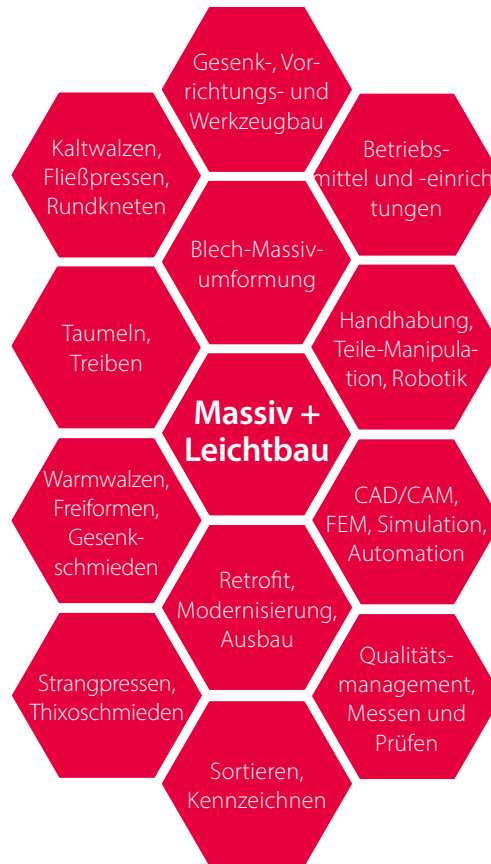 Gesenk-, Vor-
richtungs- und
Werkzeugbau
Kaltwalzen,
Fließpressen,
Rundkneten
Betriebs-
mittel und -einrich
tungen
Blech-Massiv-
umformung
Taumeln,
Treiben
Handhabung,
Teile-Manipula-
tion, Robotik
Massiv +
Leichtbau
Warmwalzen,
Freiformen,
Gesenk-
schmieden
CAD/CAM,
FEM, Simulation,
Automation
Retrofit,
Modernisierung,
Ausbau
Strangpressen,
Thixoschmieden
Qualitäts-
management,
Messen und
Prüfen
Sortieren,
Kennzeichnen